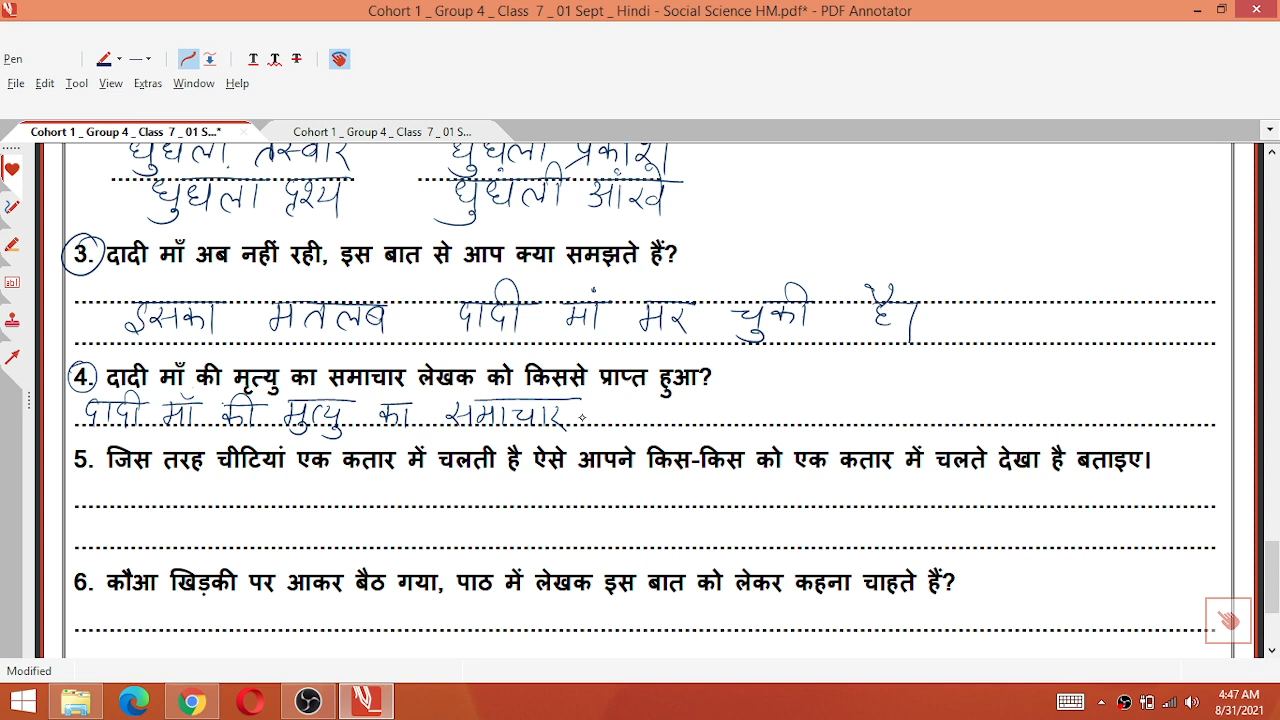 Cohort 1 _ Group 4 _ Class 7 _ 01 Sept _ Hindi - Social Science HM.pdf* - PDF Annotator
Pen
File Edit Tool View Extras Window Help
Cohort 1 _ Group 4 _ Class 7 _ 01 S...* Cohort 1 _ Group 4 _ Class 7 _ 01 S...
धुधला तस्वीर धुधला प्रकाश
धुधला दृश्य धुधंली आंखे
3. दादी माँ अब नहीं रही, इस बात से आप क्या समझते हैं?
इसका मतलब दादी मां मर चुकी है।
4. दादी माँ की मृत्यु का समाचार लेखक को किससे प्राप्त हुआ?
दादी माँ की मुत्यु का समाचार
5. जिस तरह चीटियां एक कतार में चलती है ऐसे आपने किस-किस को एक कतार में चलते देखा है बताइए।
6. कौआ खिड़की पर आकर बैठ गया, पाठ में लेखक इस बात को लेकर कहना चाहते हैं?
Modified
4:47 AM
8/31/2021